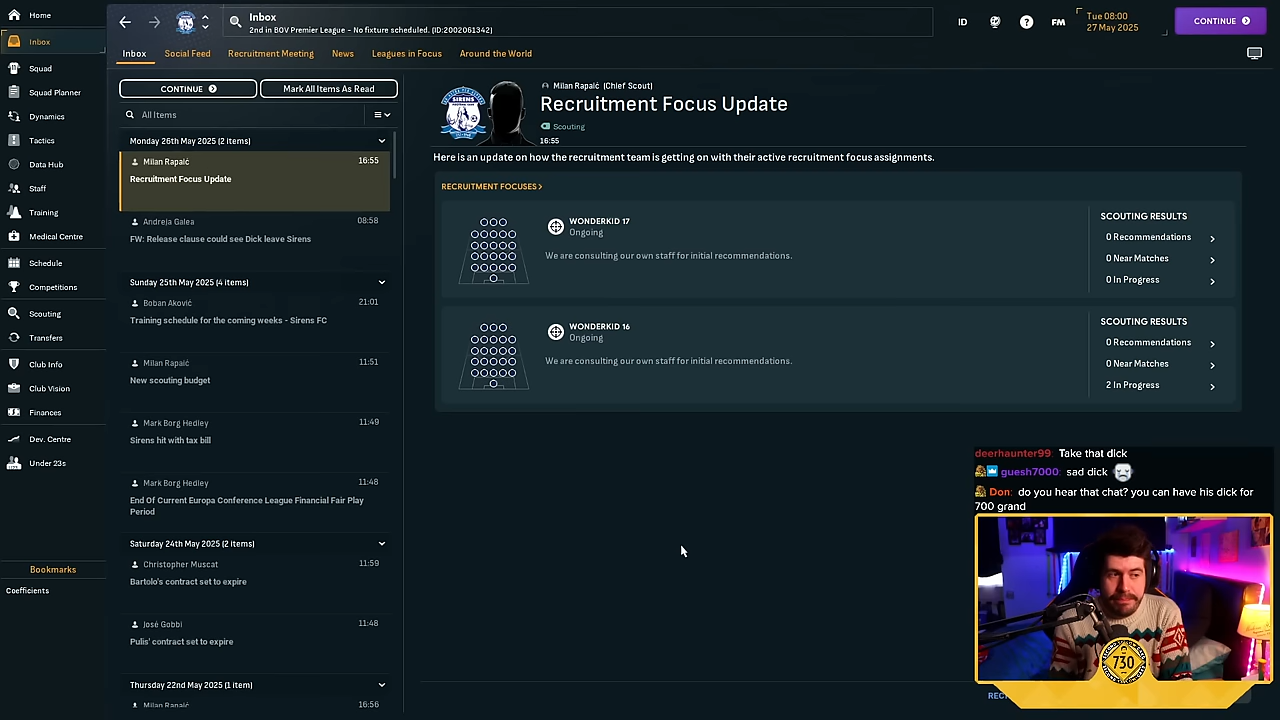 Home
Inbox
Squad
Squad Planner
Dynamics
Tactics
Data Hub
Staff
Training
Medical Centre
Schedule
Competitions
Scouting
Transfers
Club Info
Club Vision
Finances
Dev. Centre
Under 23s
Bookmarks
Coefficients
Inbox
2nd in BOV Premier League - No fixture scheduled. (ID:2002061342)
ID
FM
Tue 08:00
27 May 2025
CONTINUE
Inbox
Social Feed
Recruitment Meeting
News
Leagues in Focus
Around the World
CONTINUE
Mark All Items As Read
All Items
Monday 26th May 2025 (2 items)
Milan Rapaić 16:55
Recruitment Focus Update
Andreja Galea 08:58
FW: Release clause could see Dick leave Sirens
Sunday 25th May 2025 (4 items)
Boban Aković 21:01
Training schedule for the coming weeks - Sirens FC
Milan Rapaić 11:51
New scouting budget
Mark Borg Hedley 11:49
Sirens hit with tax bill
Mark Borg Hedley 11:48
End Of Current Europa Conference League Financial Fair Play
Period
Saturday 24th May 2025 (2 items)
Christopher Muscat 11:59
Bartolo's contract set to expire
José Gobbi 11:48
Pulis' contract set to expire
Thursday 22nd May 2025 (1 item)
Milan Rapaić 16:56
SIRENS
Milan Rapaić (Chief Scout)
Recruitment Focus Update
Scouting
16:55
Here is an update on how the recruitment team is getting on with their active recruitment focus assignments.
RECRUITMENT FOCUSES>
WONDERKID 17
Ongoing
We are consulting our own staff for initial recommendations.
SCOUTING RESULTS
0 Recommendations
0 Near Matches
0 In Progress
WONDERKID 16
Ongoing
We are consulting our own staff for initial recommendations.
SCOUTING RESULTS
0 Recommendations
0 Near Matches
2 In Progress
deerhaunter99: Take that dick
guesh7000: sad dick
Don: do you hear that chat? you can have his dick for
700 grand
730